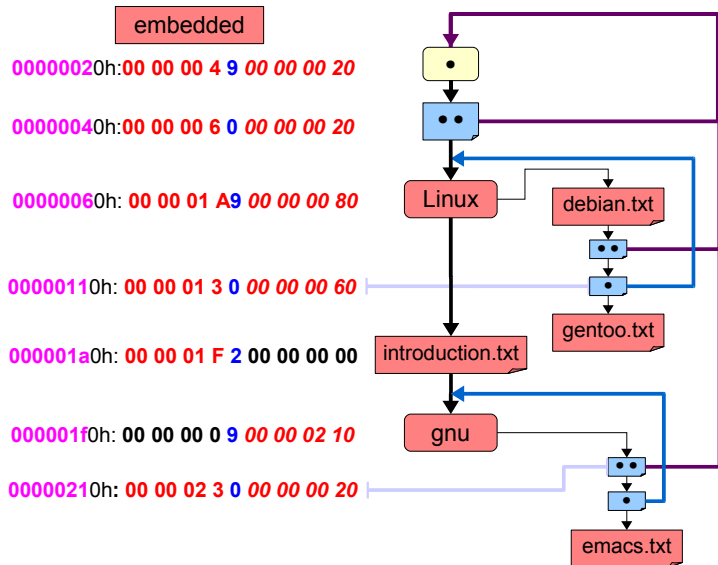 embedded
00000020h:00 00 00 4 9 00 00 00 20
00000040h:00 00 00 6 0 00 00 00 20
00000060h: 00 00 01 A9 00 00 00 80
Linux
debian.txt
00000110h: 00 00 01 3 0 00 00 00 60
gentoo.txt
000001a0h: 00 00 01 F 2 00 00 00 00
introduction.txt
000001f0h: 00 00 00 0 9 00 00 02 10
gnu
00000210h: 00 00 02 3 0 00 00 00 20
emacs.txt